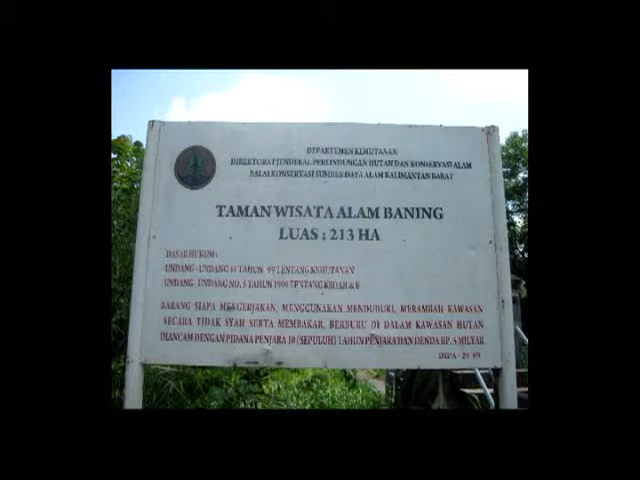 DEPARTEMEN KEHUTANAN
DIREKTORAT JENDERAL PERLINDUNGAN HUTAN DAN KONSERVASI ALAM
BALAI KONSERVASI SUMBER DAYA ALAM KALIMANTAN BARAT
TAMAN WISATA ALAM BANING
LUAS : 213 HA
DASAR HUKUM :
UNDANG - UNDANG 41 TAHUN 99 TENTANG KEHUTANAN
UNDANG - UNDANG NO. 5 TAHUN 1990 TENTANG KSDAH & E
BARANG SIAPA MENGERJAKAN, MENGGUNAKAN MENDUDUKI, MERAMBAH KAWASAN
SECARA TIDAK SYAH SERTA MEMBAKAR, BERBURU DI DALAM KAWASAN HUTAN
DIANCAM DENGAN PIDANA PENJARA 10 (SEPULUH) TAHUN PENJARA DAN DENDA RP. 5 MILYAR
DIPA - 29 '09